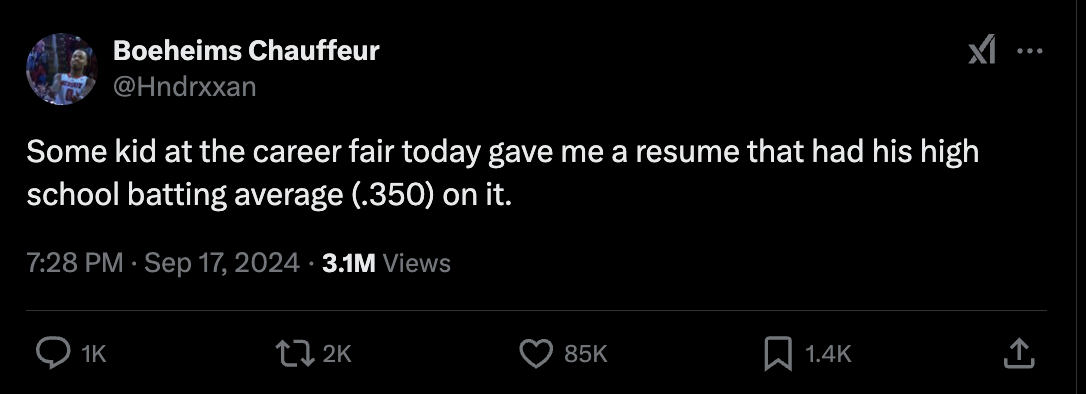 Boeheims Chauffeur
@Hndrxxan
Some kid at the career fair today gave me a resume that had his high
school batting average (.350) on it.
7:28 PM · Sep 17, 2024 · 3.1M Views
1K 2K 85K 1.4K